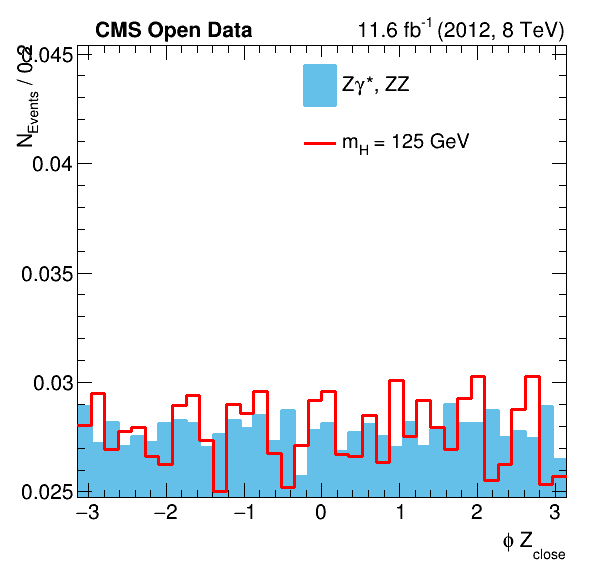 CMS Open Data 11.6 fb-1 (2012, 8 TeV)
NEvents / 0.2
Zγ*, ZZ
mH = 125 GeV
0.045
0.04
0.035
0.03
0.025
−3 −2 −1 0 1 2 3
ϕ Zclose